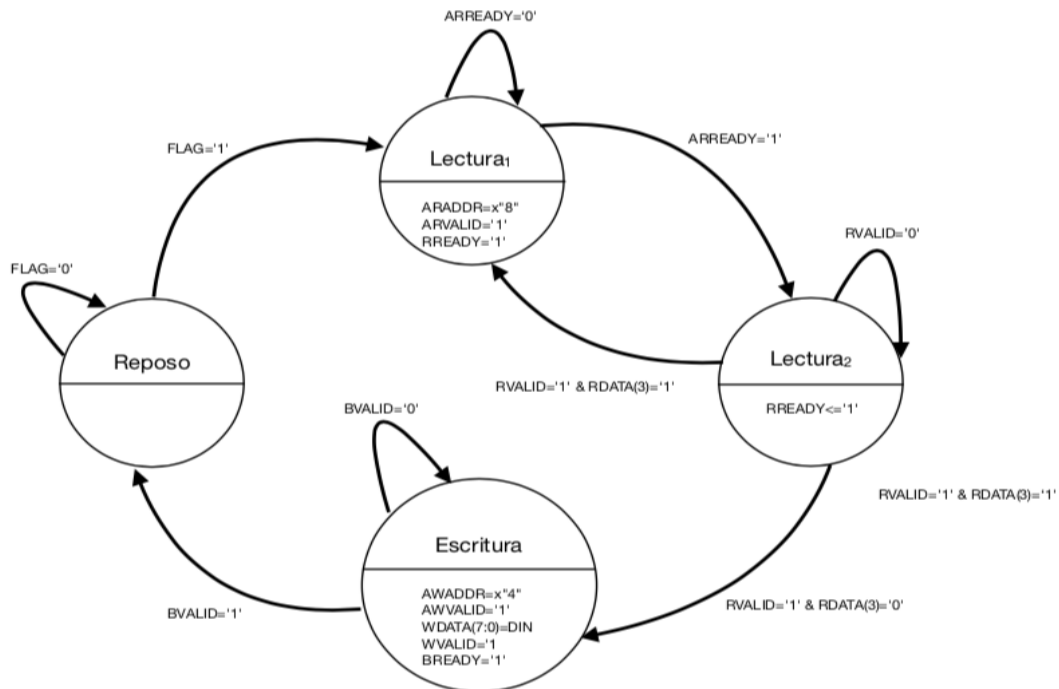 ARREADY='0'
FLAG='1'
Lectura₁
ARREADY='1'
ARADDR=x"8"
ARVALID='1'
RREADY='1'
RVALID='0'
FLAG='0'
Reposo
Lectura₂
RVALID='1' & RDATA(3)='1'
RREADY<='1'
BVALID='0'
RVALID='1' & RDATA(3)='1'
Escritura
AWADDR=x"4"
AWVALID='1'
WDATA(7:0)=DIN
WVALID='1
BREADY='1'
BVALID='1'
RVALID='1' & RDATA(3)='0'